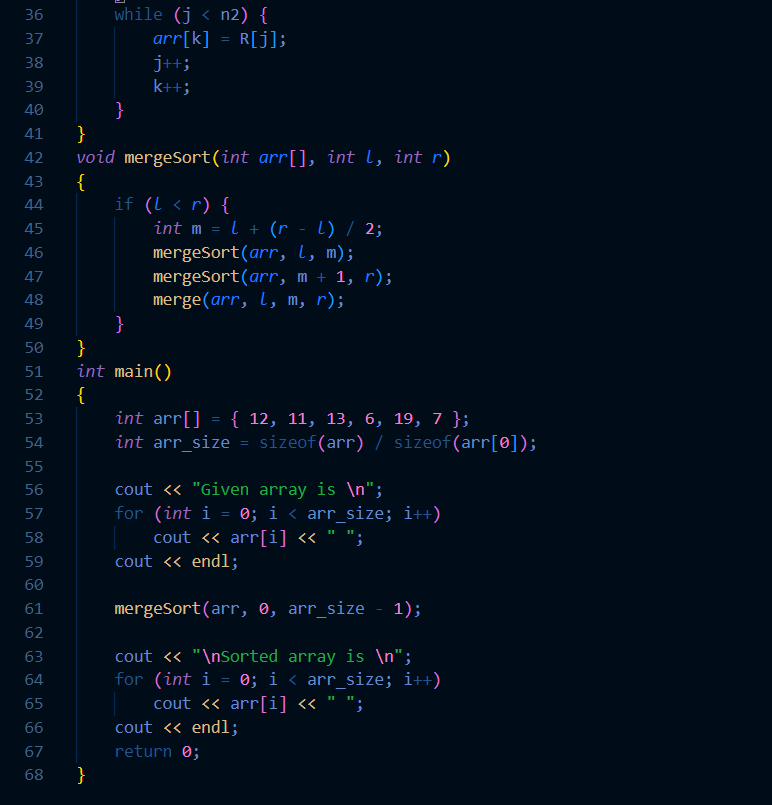 36 while (j < n2) {
37 arr[k] = R[j];
38 j++;
39 k++;
40 }
41 }
42 void mergeSort(int arr[], int l, int r)
43 {
44 if (l < r) {
45 int m = l + (r - l) / 2;
46 mergeSort(arr, l, m);
47 mergeSort(arr, m + 1, r);
48 merge(arr, l, m, r);
49 }
50 }
51 int main()
52 {
53 int arr[] = { 12, 11, 13, 6, 19, 7 };
54 int arr_size = sizeof(arr) / sizeof(arr[0]);
55
56 cout << "Given array is \n";
57 for (int i = 0; i < arr_size; i++)
58 cout << arr[i] << " ";
59 cout << endl;
60
61 mergeSort(arr, 0, arr_size - 1);
62
63 cout << "\nSorted array is \n";
64 for (int i = 0; i < arr_size; i++)
65 cout << arr[i] << " ";
66 cout << endl;
67 return 0;
68 }